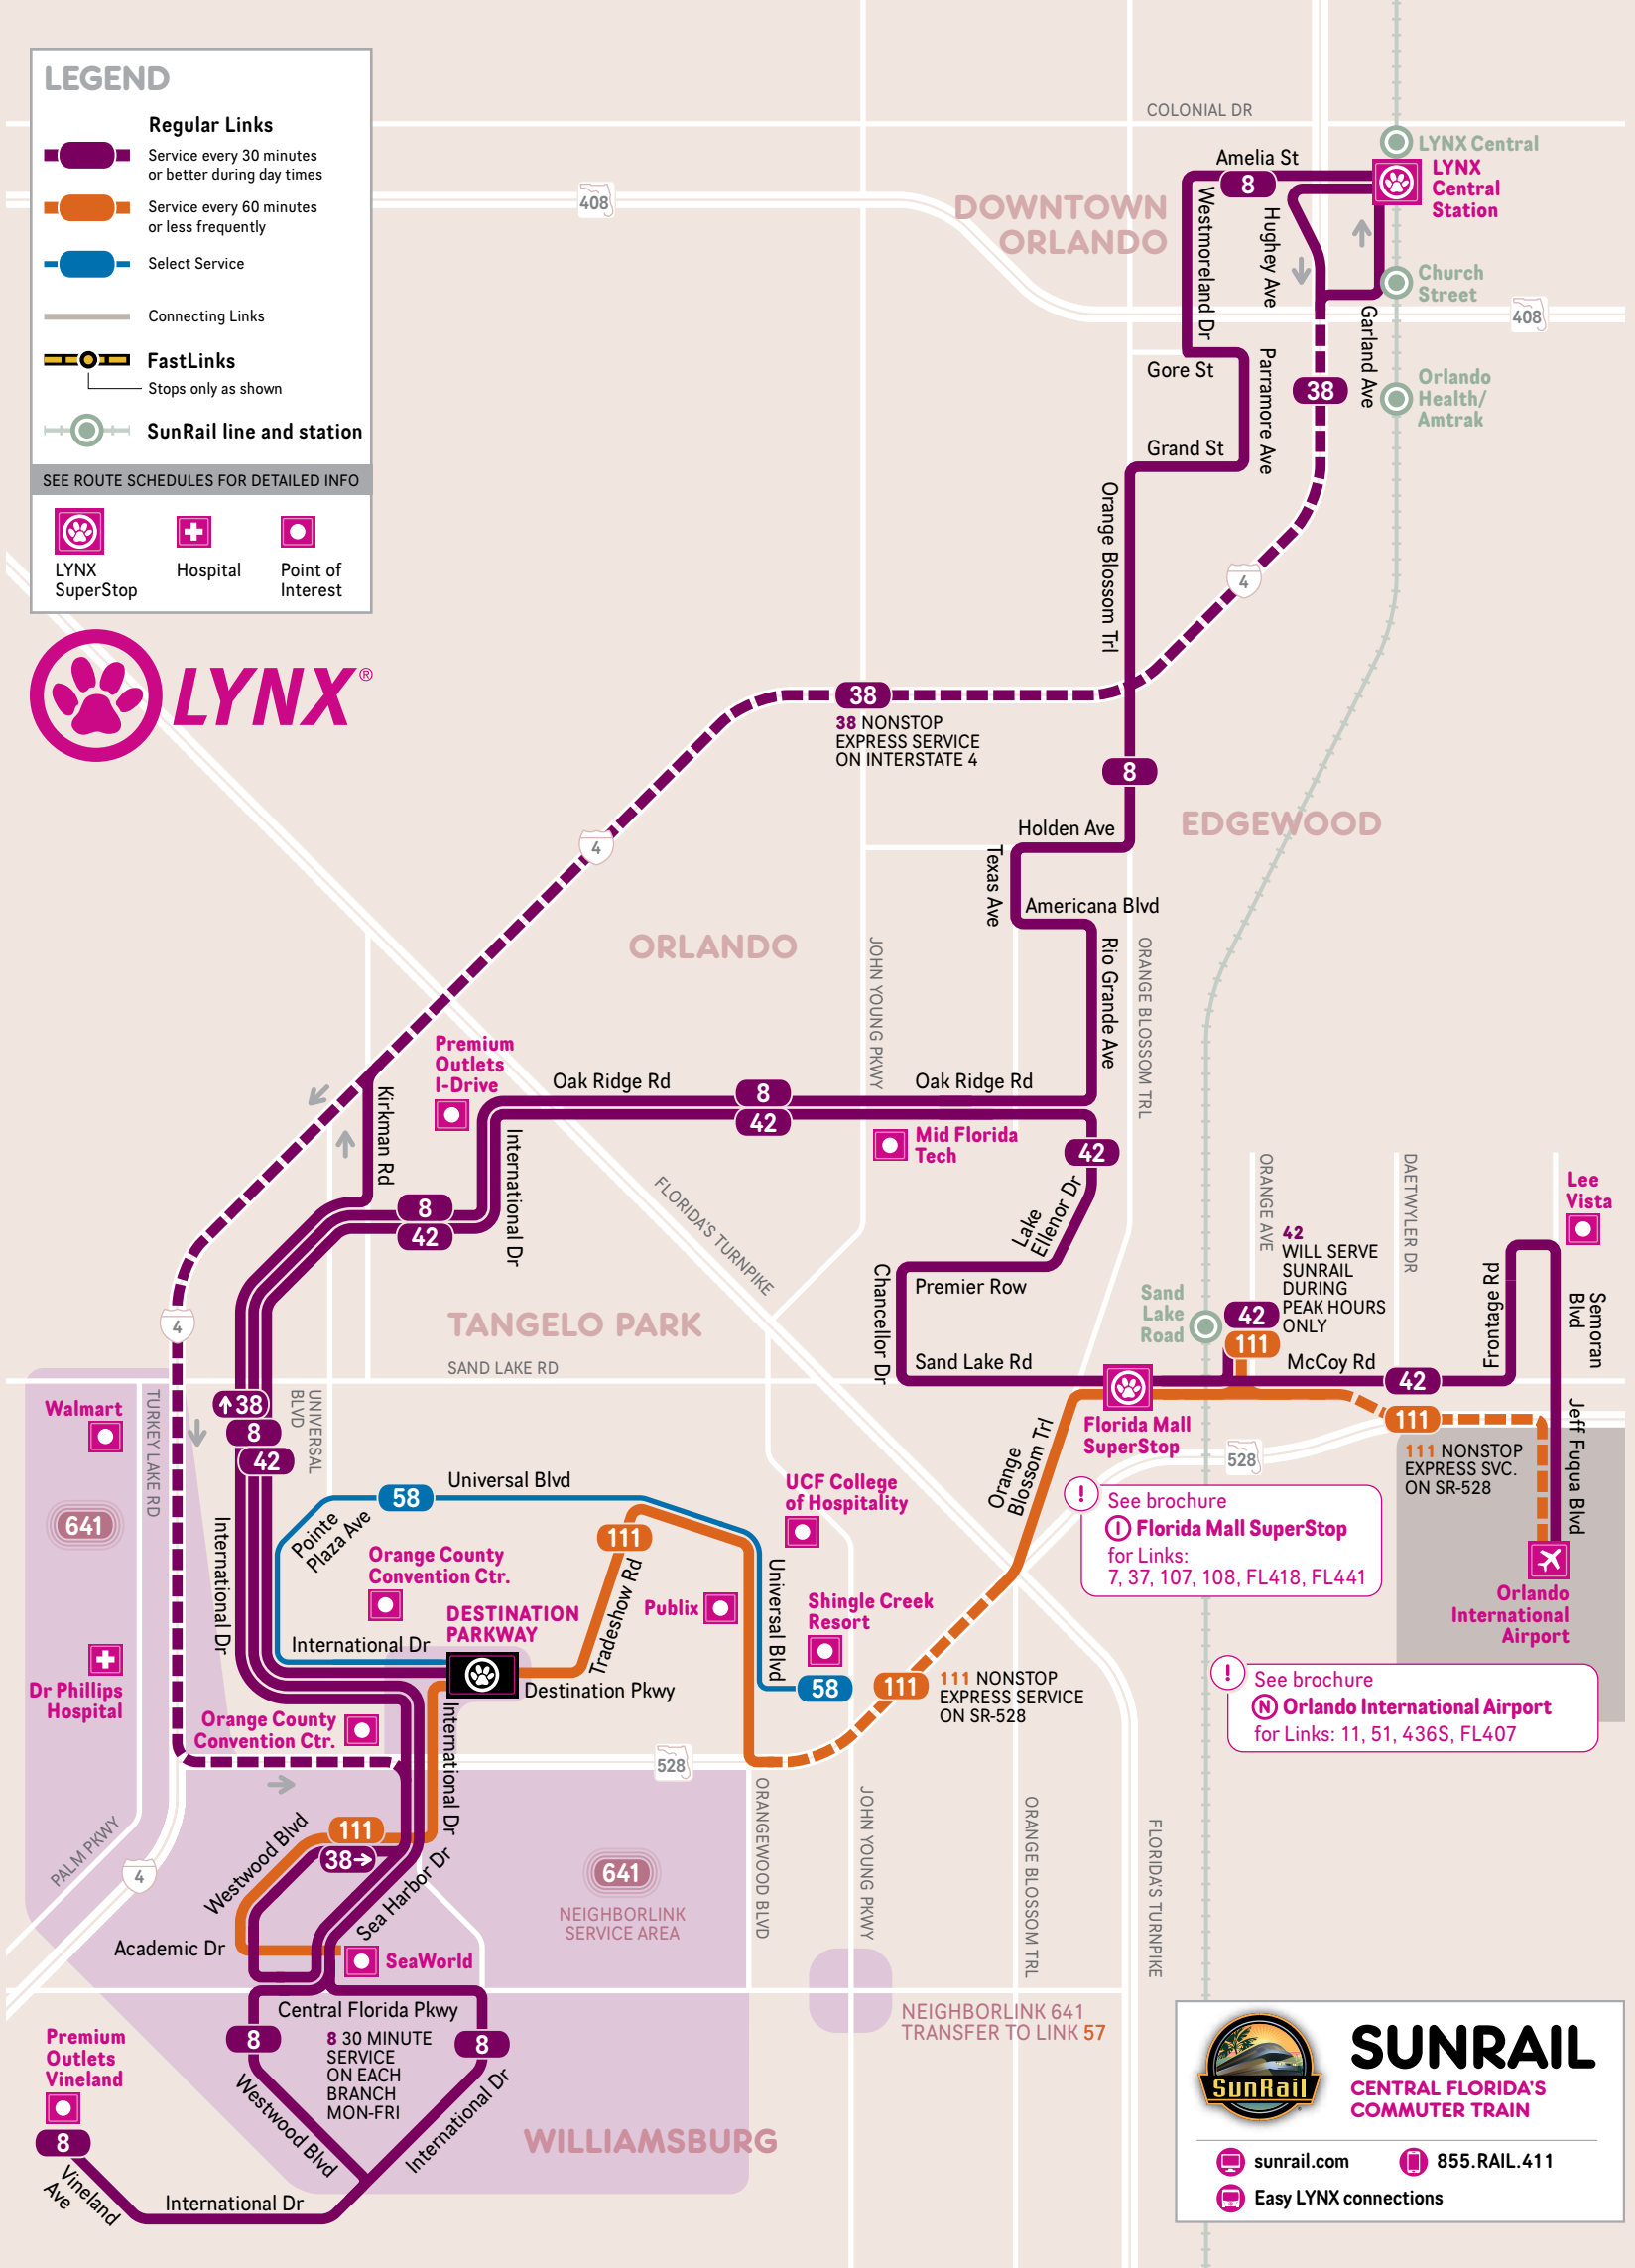 LEGEND
Regular Links
Service every 30 minutes
or better during day times
Service every 60 minutes
or less frequently
Select Service
Connecting Links
FastLinks
Stops only as shown
SunRail line and station
SEE ROUTE SCHEDULES FOR DETAILED INFO
LYNX
SuperStop
Hospital
Point of
Interest
LYNX®
COLONIAL DR
LYNX Central
LYNX
Central
Station
Amelia St
8
408
DOWNTOWN
ORLANDO
Westmoreland Dr
Hughey Ave
Church
Street
408
Garland Ave
Gore St
Parramore Ave
38
Orlando
Health/
Amtrak
Grand St
Orange Blossom Trl
4
38
38 NONSTOP
EXPRESS SERVICE
ON INTERSTATE 4
8
EDGEWOOD
Holden Ave
4
Texas Ave
Americana Blvd
ORLANDO
JOHN YOUNG PKWY
Rio Grande Ave
ORANGE BLOSSOM TRL
Premium
Outlets
I-Drive
Oak Ridge Rd
8
42
Oak Ridge Rd
Kirkman Rd
International Dr
Mid Florida
Tech
42
8
42
FLORIDA'S TURNPIKE
Lake
Ellenor Dr
Chancellor Dr
Premier Row
Sand Lake Rd
ORANGE AVE
DAETWYLER DR
Lee
Vista
42
WILL SERVE
SUNRAIL
DURING
PEAK HOURS
ONLY
Sand
Lake
Road
42
111
McCoy Rd
Frontage Rd
Semoran
Blvd
42
4
TANGELO PARK
SAND LAKE RD
Walmart
TURKEY LAKE RD
38
8
42
UNIVERSAL
BLVD
Florida Mall
SuperStop
Orange
Blossom Trl
528
111
111 NONSTOP
EXPRESS SVC.
ON SR-528
Jeff Fuqua Blvd
641
58
Universal Blvd
Pointe
Plaza Ave
UCF College
of Hospitality
See brochure
I Florida Mall SuperStop
for Links:
7, 37, 107, 108, FL418, FL441
!
International Dr
Orange County
Convention Ctr.
111
Tradeshow Rd
Publix
Universal Blvd
Shingle Creek
Resort
58
Orlando
International
Airport
DESTINATION
PARKWAY
International Dr
Destination Pkwy
Dr Phillips
Hospital
111
111 NONSTOP
EXPRESS SERVICE
ON SR-528
!
See brochure
N Orlando International Airport
for Links: 11, 51, 436S, FL407
Orange County
Convention Ctr.
International Dr
528
ORANGEWOOD BLVD
JOHN YOUNG PKWY
ORANGE BLOSSOM TRL
FLORIDA'S TURNPIKE
PALM PKWY
4
Westwood Blvd
111
38
Sea Harbor Dr
641
NEIGHBORLINK
SERVICE AREA
Academic Dr
SeaWorld
Central Florida Pkwy
8
8
8 30 MINUTE
SERVICE
ON EACH
BRANCH
MON-FRI
Westwood Blvd
International Dr
NEIGHBORLINK 641
TRANSFER TO LINK 57
Premium
Outlets
Vineland
8
Vineland
Ave
International Dr
WILLIAMSBURG
SunRail
SUNRAIL
CENTRAL FLORIDA'S
COMMUTER TRAIN
sunrail.com
855.RAIL.411
Easy LYNX connections